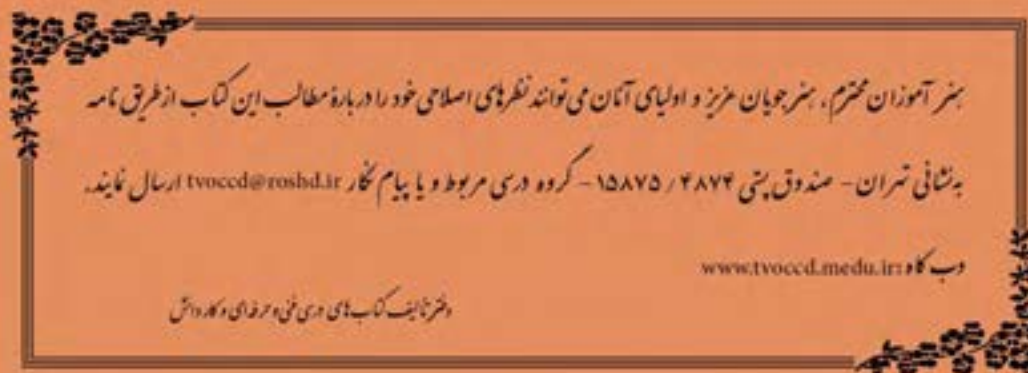 هنر آموزان محترم، هنرجویان عزیز و اولیای آنان می‌توانند نظرهای اصلاحی خود را دربارهٔ مطالب این کتاب از طریق نامه
به نشانی تهران - صندوق پستی ۴۸۷۴ / ۱۵۸۷۵ - گروه درسی مربوط و یا پیام نگار tvoccd@roshd.ir ارسال نمایند.
وب گاه: www.tvoccd.medu.ir
دفتر تألیف کتاب‌های درسی فنی و حرفه‌ای و کاردانش